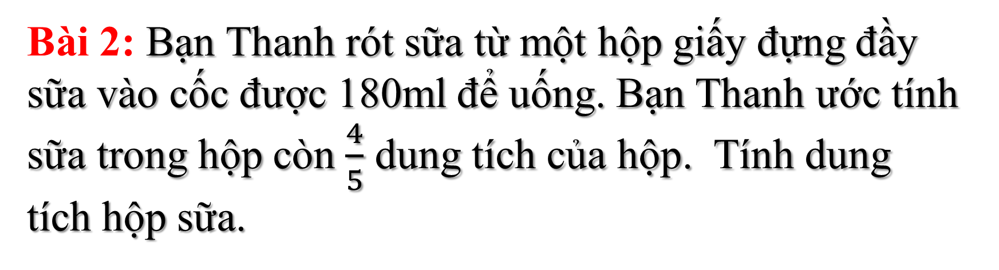 Bài 2: Bạn Thanh rót sữa từ một hộp giấy đựng đầy
sữa vào cốc được 180ml để uống. Bạn Thanh ước tính
sữa trong hộp còn 4/5 dung tích của hộp. Tính dung
tích hộp sữa.